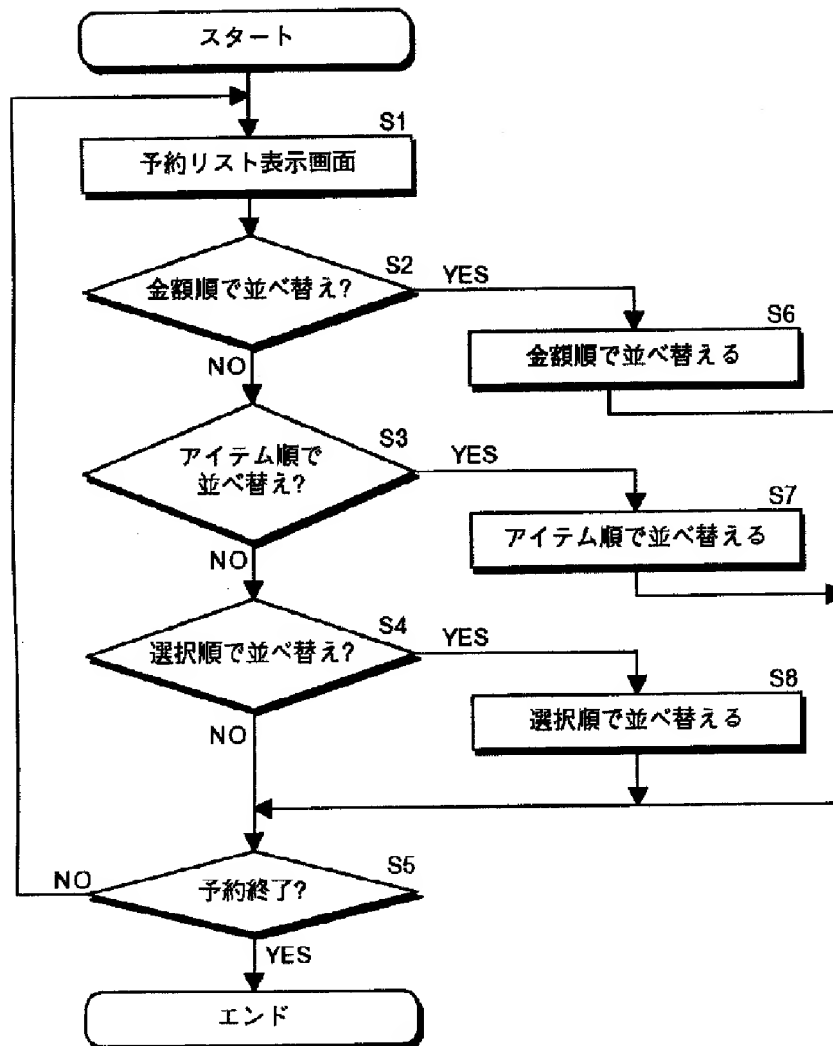 スタート
S1
予約リスト表示画面
S2
金額順で並べ替え?
YES
S6
金額順で並べ替える
NO
S3
アイテム順で
並べ替え?
YES
S7
アイテム順で並べ替える
NO
S4
選択順で並べ替え?
YES
S8
選択順で並べ替える
NO
S5
予約終了?
NO
YES
エンド